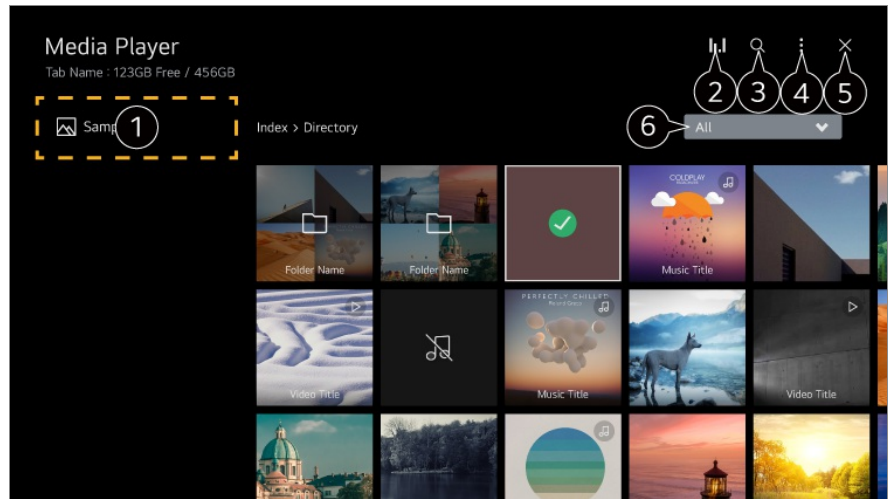 Media Player
Tab Name : 123GB Free / 456GB
2 3 4 5
Samp 1
Index > Directory
6 All
COLDPLAY
Folder Name
Folder Name
Music Title
PERFECTLY CHILLED
Video Title
Music Title
Video Title